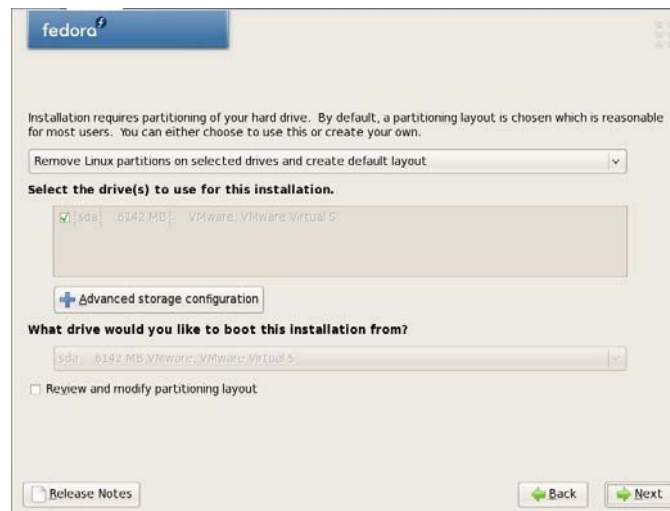 fedora
Installation requires partitioning of your hard drive. By default, a partitioning layout is chosen which is reasonable
for most users. You can either choose to use this or create your own.
Remove Linux partitions on selected drives and create default layout
Select the drive(s) to use for this installation.
sda 6142 MB VMware, VMware Virtual S
Advanced storage configuration
What drive would you like to boot this installation from?
sda 6142 MB VMware, VMware Virtual S
Review and modify partitioning layout
Release Notes
Back
Next